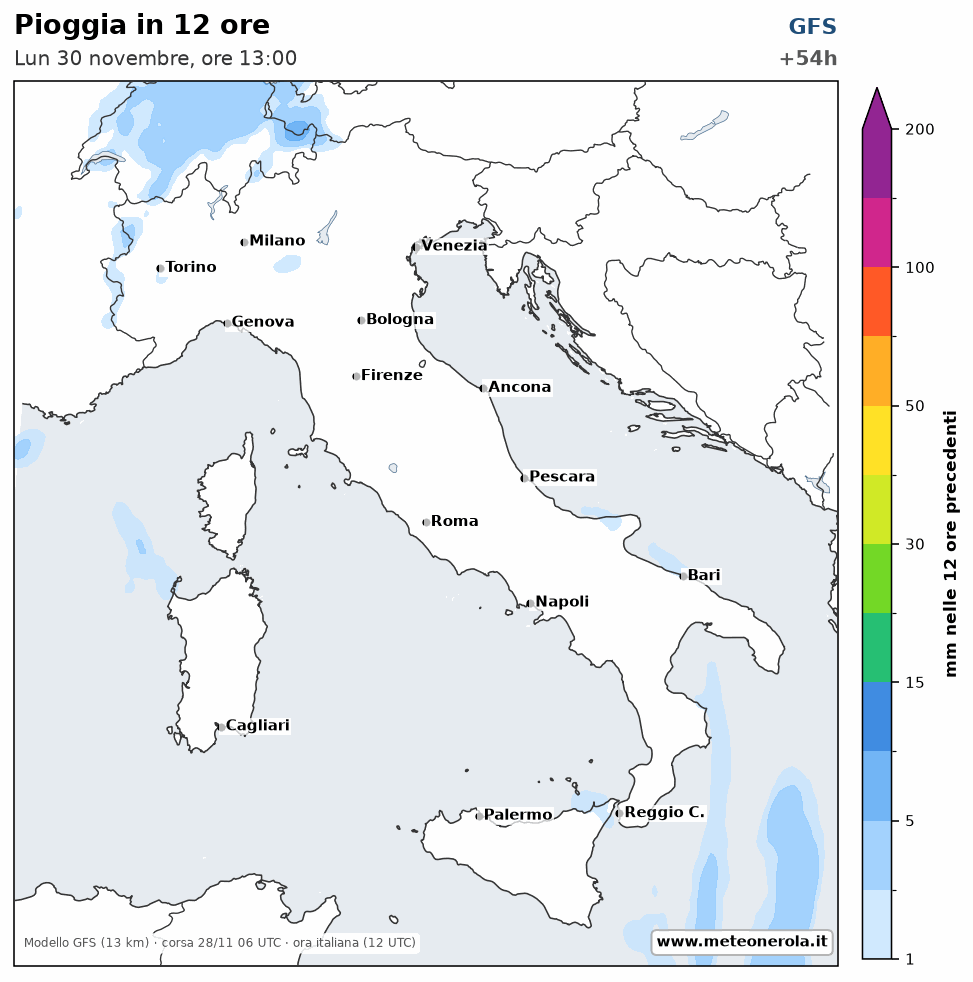 Pioggia in 12 ore
GFS
Lun 30 novembre, ore 13:00
+54h
Milano
Venezia
Torino
Genova
Bologna
Firenze
Ancona
Pescara
Roma
Bari
Napoli
Cagliari
Palermo
Reggio C.
200
100
50
30
15
5
1
mm nelle 12 ore precedenti
Modello GFS (13 km) · corsa 28/11 06 UTC · ora italiana (12 UTC)
www.meteonerola.it